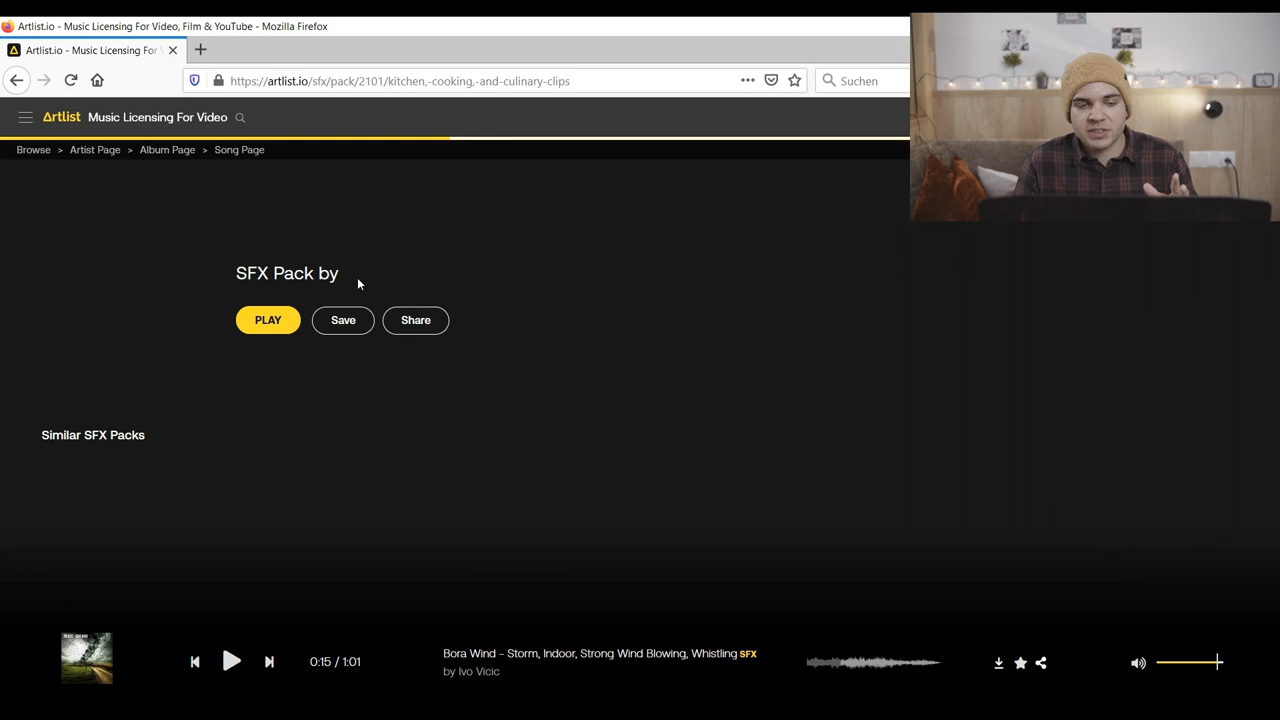 Artlist.io - Music Licensing For Video, Film & YouTube - Mozilla Firefox
Artlist.io - Music Licensing For
https://artlist.io/sfx/pack/2101/kitchen,-cooking,-and-culinary-clips
Suchen
Artlist Music Licensing For Video
Browse > Artist Page > Album Page > Song Page
SFX Pack by
PLAY Save Share
Similar SFX Packs
0:15 / 1:01
Bora Wind - Storm, Indoor, Strong Wind Blowing, Whistling SFX
by Ivo Vicic